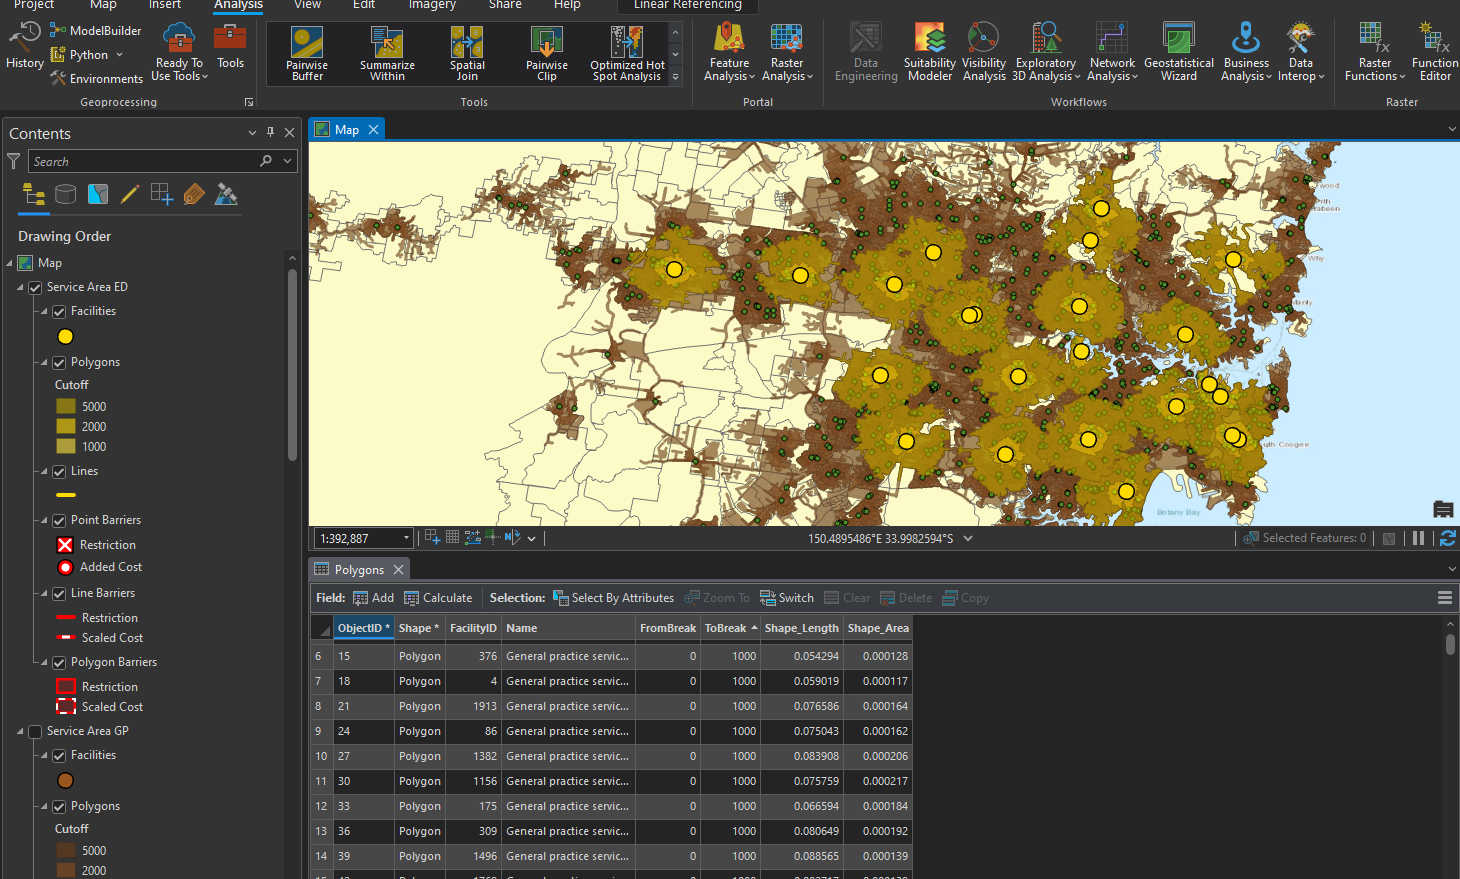 Project Map Insert Analysis View Edit Imagery Share Help Linear Referencing
History
ModelBuilder
Python
Environments
Ready To
Use Tools
Tools
Geoprocessing
Pairwise
Buffer
Summarize
Within
Spatial
Join
Pairwise
Clip
Optimized Hot
Spot Analysis
Tools
Feature
Analysis
Raster
Analysis
Portal
Data
Engineering
Suitability
Modeler
Visibility
Analysis
Exploratory
3D Analysis
Network
Analysis
Geostatistical
Wizard
Business
Analysis
Data
Interop
Workflows
Raster
Functions
Function
Editor
Raster
Contents
Search
Drawing Order
Map
Service Area ED
Facilities
Polygons
Cutoff
5000
2000
1000
Lines
Point Barriers
Restriction
Added Cost
Line Barriers
Restriction
Scaled Cost
Polygon Barriers
Restriction
Scaled Cost
Service Area GP
Facilities
Polygons
Cutoff
5000
2000
Map
Botany Bay
1:392,887
150.4895486°E 33.9982594°S
Selected Features: 0
Polygons
Field: Add Calculate Selection: Select By Attributes Zoom To Switch Clear Delete Copy
ObjectID * Shape * FacilityID Name FromBreak ToBreak Shape_Length Shape_Area
6 15 Polygon 376 General practice servic... 0 1000 0.054294 0.000128
7 18 Polygon 4 General practice servic... 0 1000 0.059019 0.000117
8 21 Polygon 1913 General practice servic... 0 1000 0.076586 0.000164
9 24 Polygon 86 General practice servic... 0 1000 0.075043 0.000162
10 27 Polygon 1382 General practice servic... 0 1000 0.083908 0.000206
11 30 Polygon 1156 General practice servic... 0 1000 0.075759 0.000217
12 33 Polygon 175 General practice servic... 0 1000 0.066594 0.000184
13 36 Polygon 309 General practice servic... 0 1000 0.080649 0.000192
14 39 Polygon 1496 General practice servic... 0 1000 0.088565 0.000139